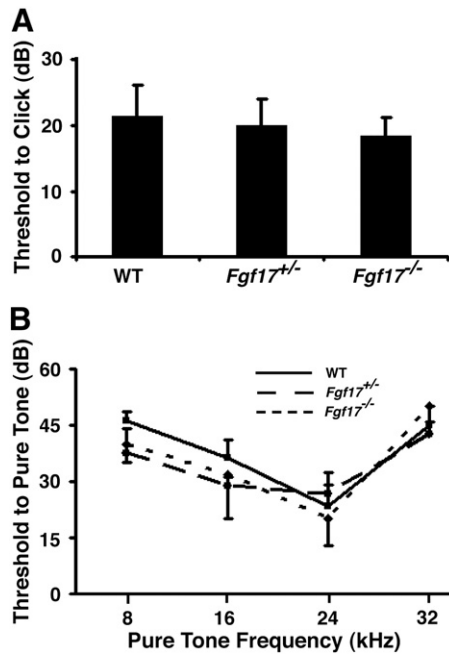 A
Threshold to Click (dB)
30
20
10
0
WT Fgf17+/- Fgf17-/-
B
Threshold to Pure Tone (dB)
60
45
30
15
0
WT
Fgf17+/-
Fgf17-/-
8 16 24 32
Pure Tone Frequency (kHz)